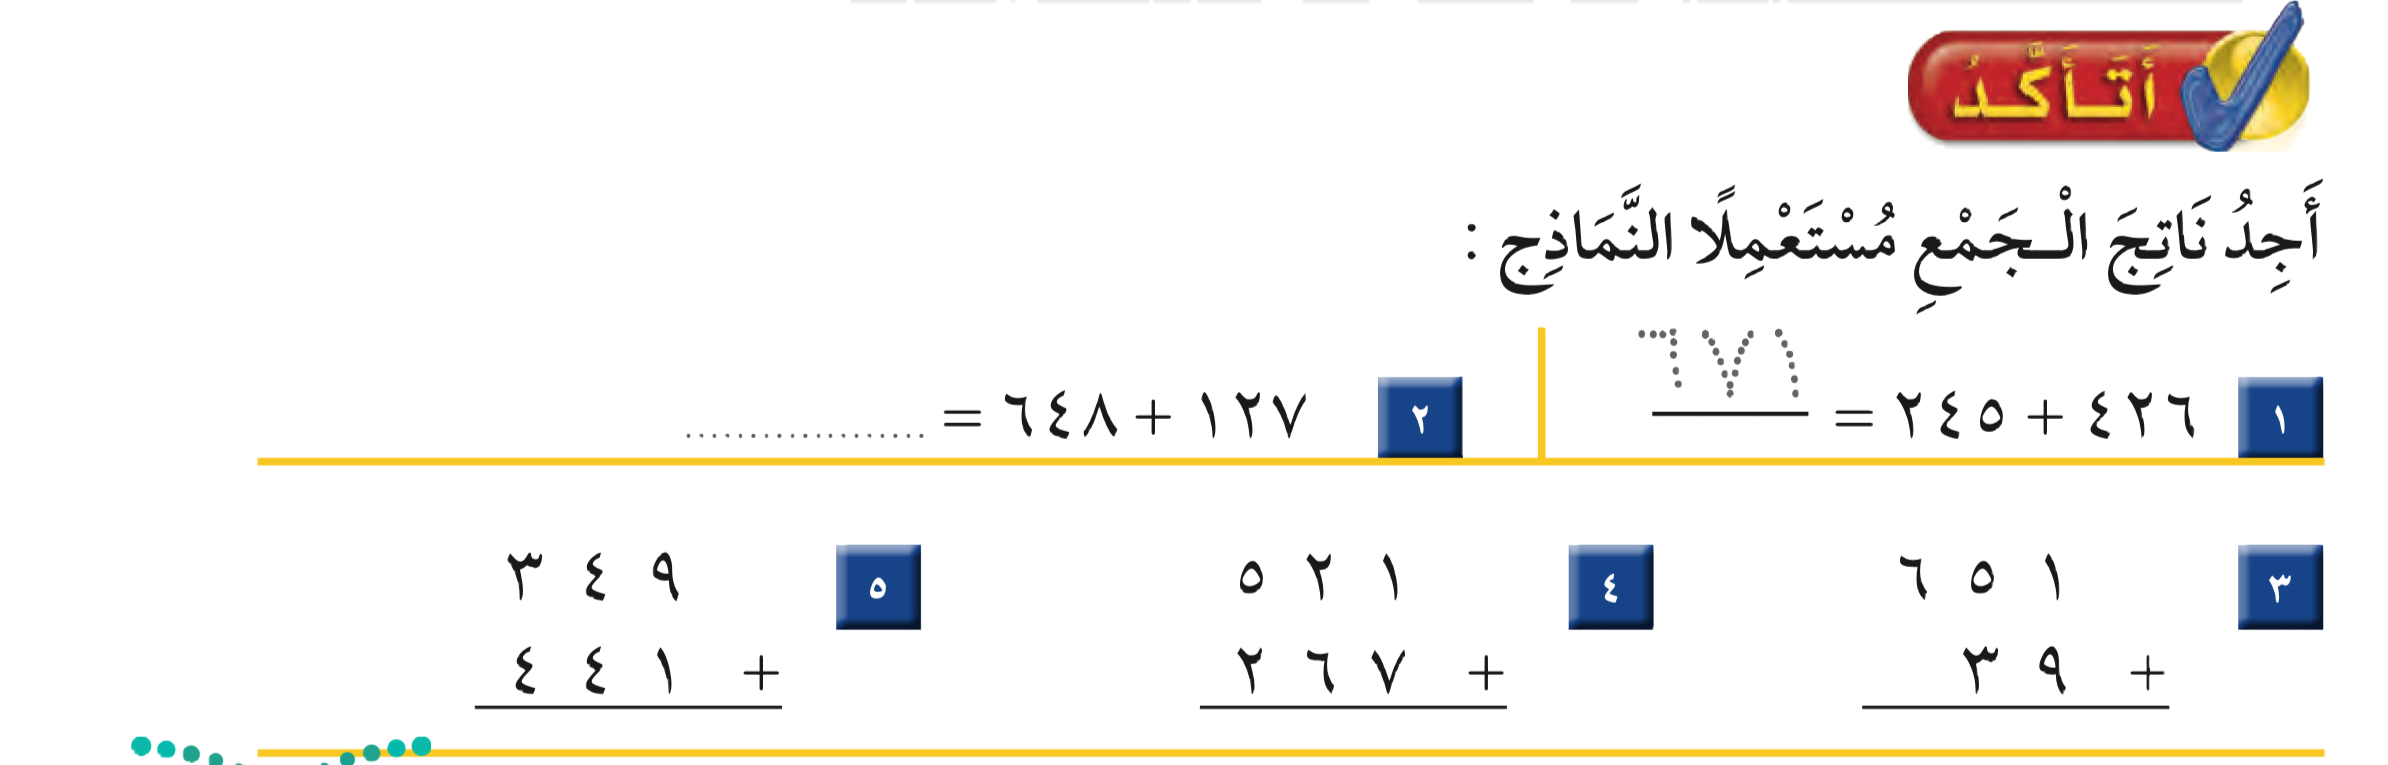 أَتَأَكَّدُ
أَجِدُ نَاتِجَ الْجَمْعِ مُسْتَعْمِلًا النَّمَاذِج :
١ ٤٢٦ + ٢٤٥ = ٦٧١
٢ ١٢٧ + ٦٤٨ = ..................
٣ ٦٥١
+ ٣٩
٤ ٥٢١
+ ٢٦٧
٥ ٣٤٩
+ ٤٤١